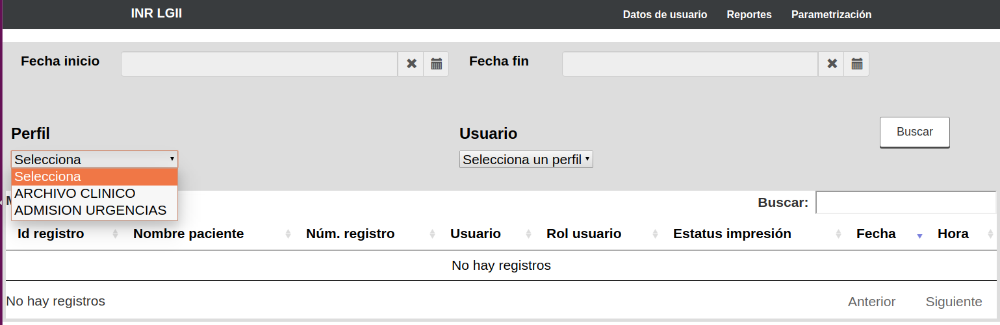 INR LGII
Datos de usuario Reportes Parametrización
Fecha inicio
Fecha fin
Perfil
Usuario
Buscar
Selecciona
Selecciona un perfil
Selecciona
ARCHIVO CLINICO
ADMISION URGENCIAS
Buscar:
Id registro Nombre paciente Núm. registro Usuario Rol usuario Estatus impresión Fecha Hora
No hay registros
No hay registros
Anterior Siguiente